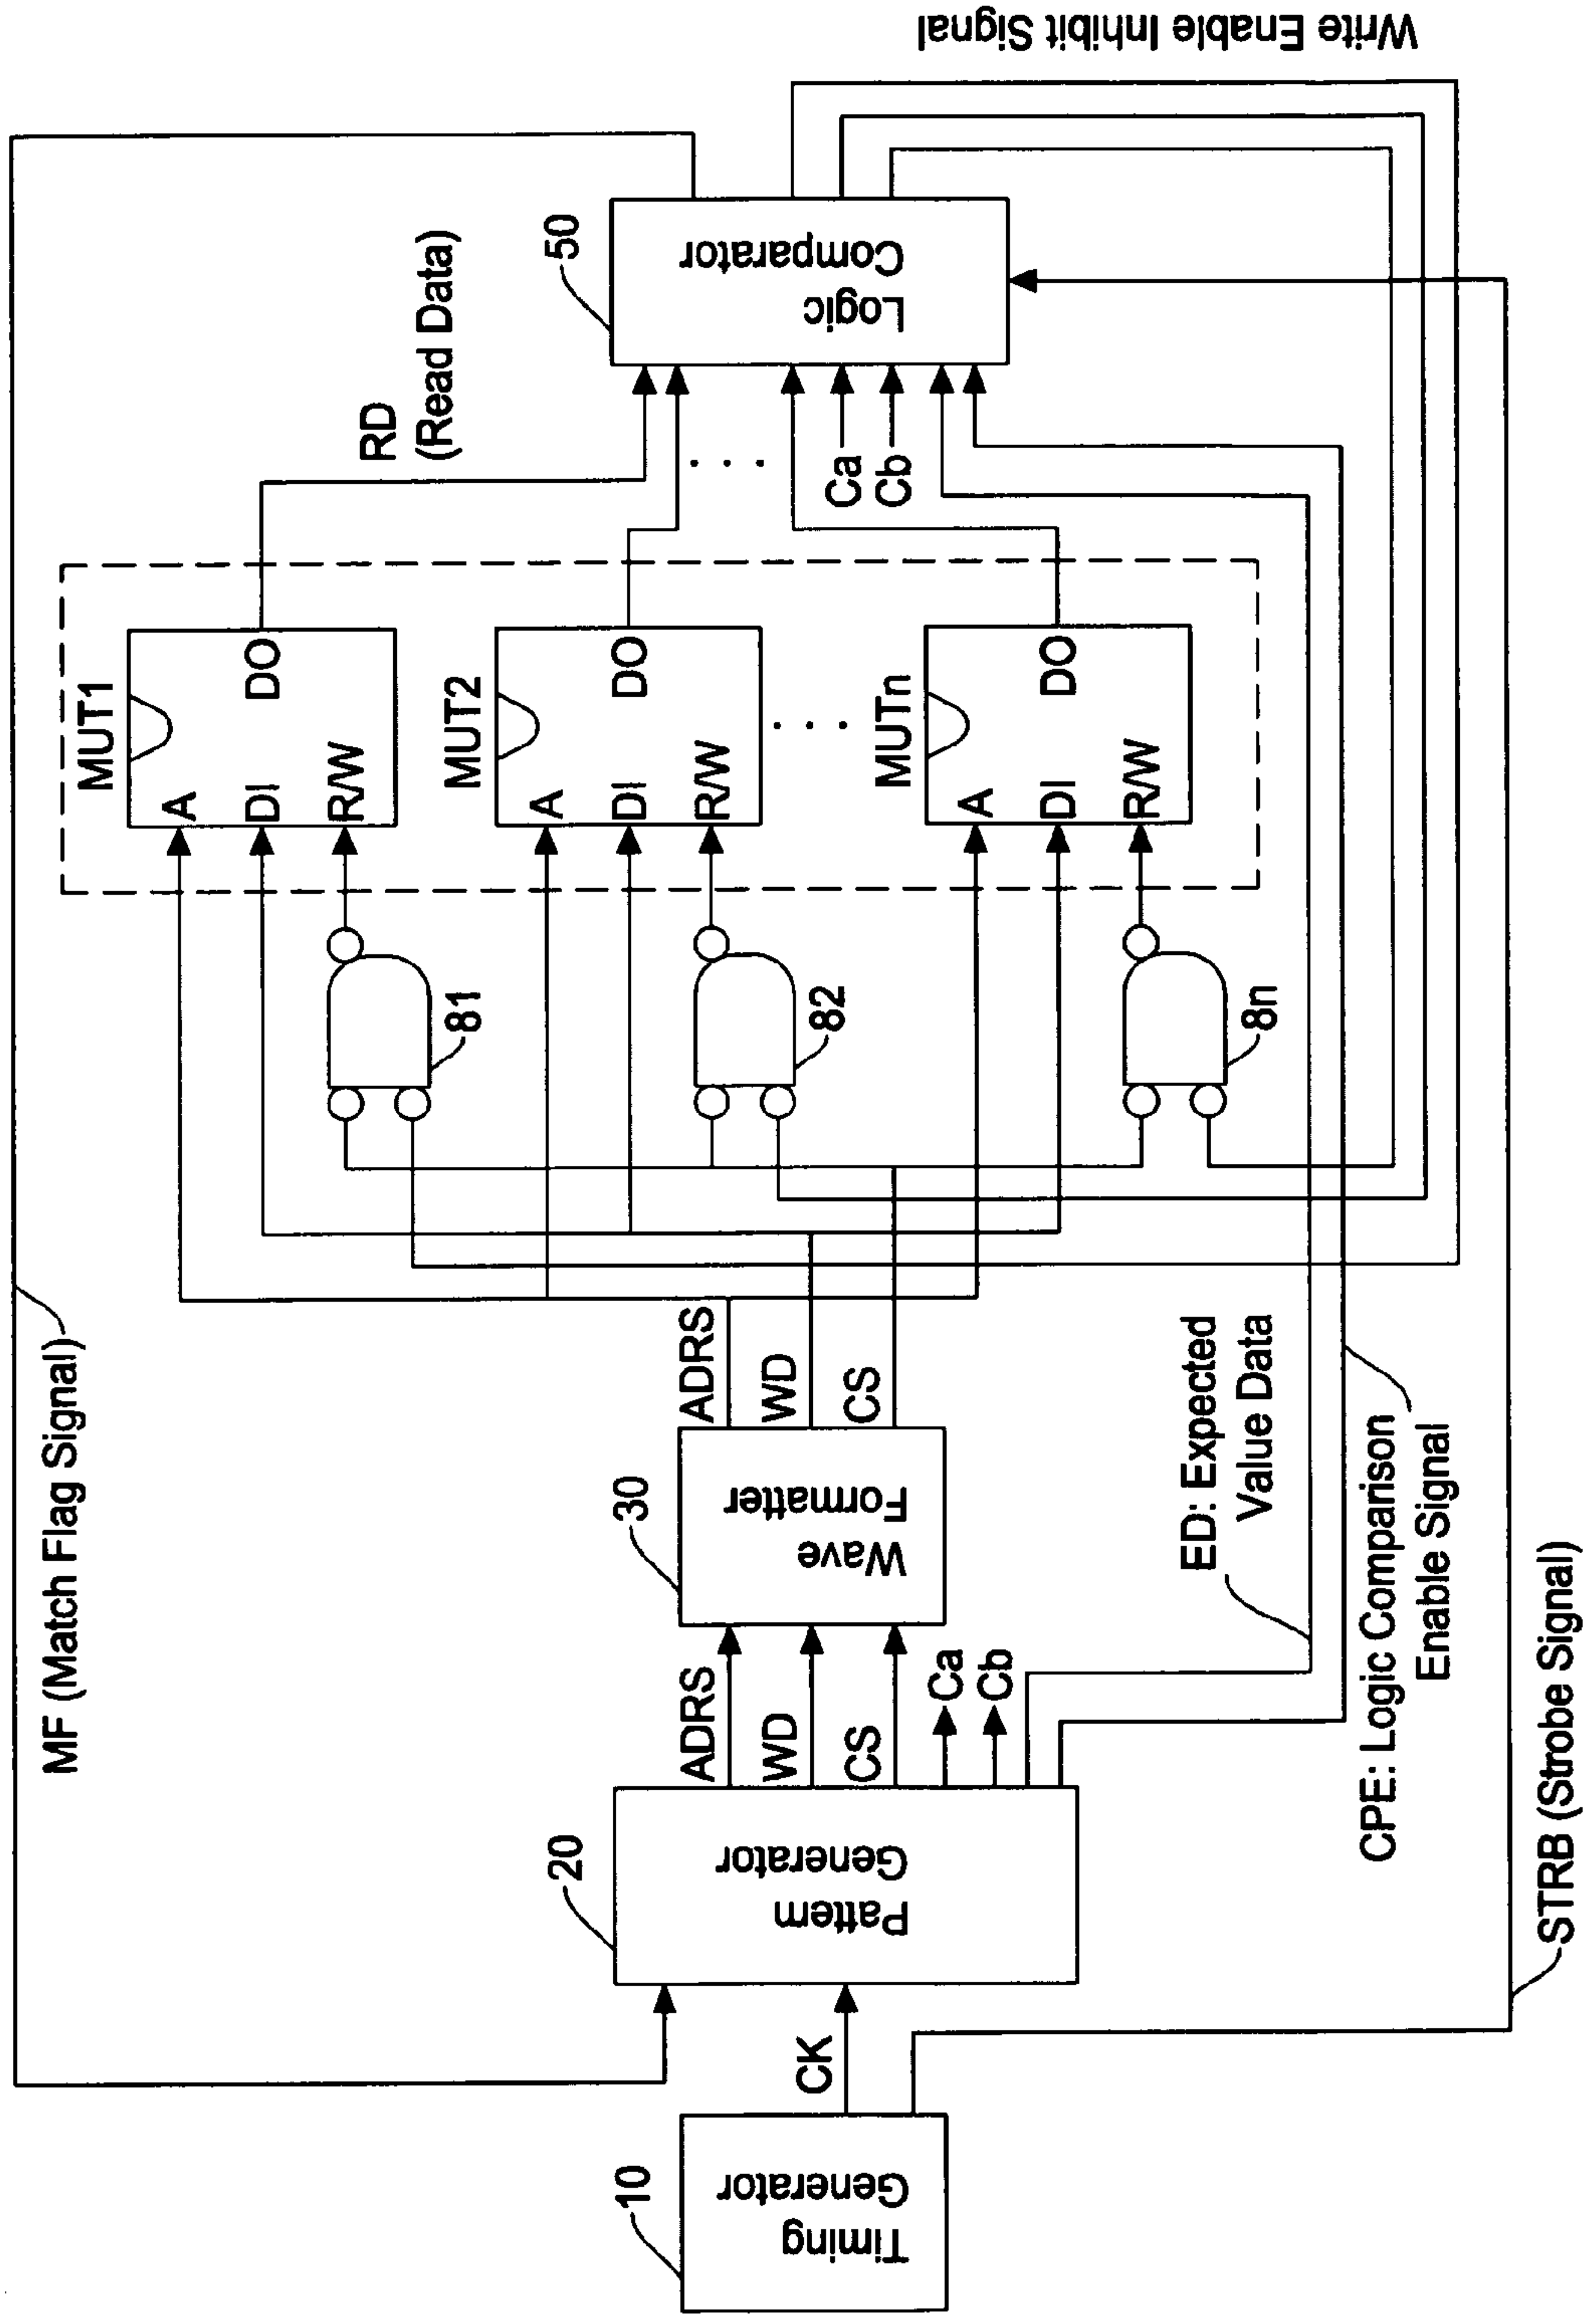 MF (Match Flag Signal)
10
Timing
Generator
CK
20
Pattern
Generator
ADRS
WD
CS
Ca
Cb
30
Wave
Formatter
ADRS
WD
CS
81
82
8n
MUT1
A
DI
R/W
DO
MUT2
A
DI
R/W
DO
. . .
MUTn
A
DI
R/W
DO
RD
(Read Data)
. . .
Ca
Cb
50
Logic
Comparator
Write Enable Inhibit Signal
ED: Expected
Value Data
CPE: Logic Comparison
Enable Signal
STRB (Strobe Signal)